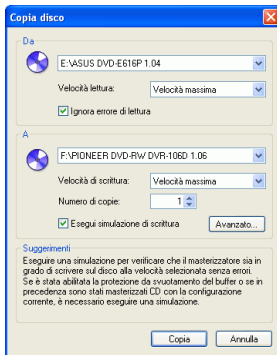 Copia disco
Da
E:\ASUS DVD-E616P 1.04
Velocità lettura:
Velocità massima
Ignora errore di lettura
A
F:\PIONEER DVD-RW DVR-106D 1.06
Velocità di scrittura:
Velocità massima
Numero di copie:
1
Esegui simulazione di scrittura
Avanzato...
Suggerimenti
Eseguire una simulazione per verificare che il masterizzatore sia in
grado di scrivere sul disco alla velocità selezionata senza errori.
Se è stata abilitata la protezione da svuotamento del buffer o se in
precedenza sono stati masterizzati CD con la configurazione
corrente, è necessario eseguire una simulazione.
Copia
Annulla